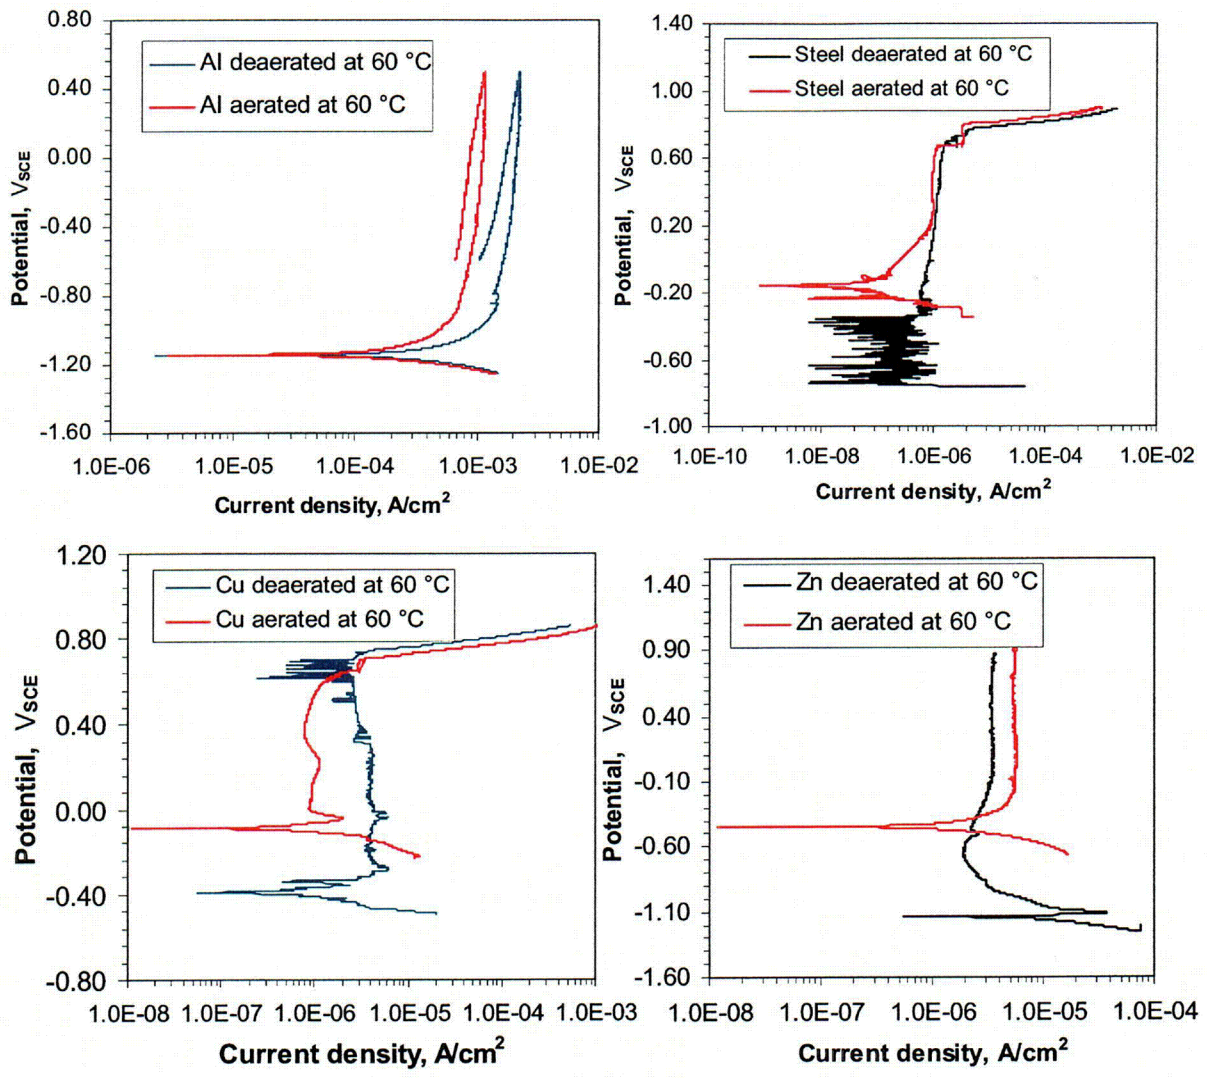 0.80
0.40
0.00
-0.40
-0.80
-1.20
-1.60
Potential, VSCE
Al deaerated at 60 °C
Al aerated at 60 °C
1.0E-06 1.0E-05 1.0E-04 1.0E-03 1.0E-02
Current density, A/cm²
1.40
1.00
0.60
0.20
-0.20
-0.60
-1.00
Potential, VSCE
Steel deaerated at 60 °C
Steel aerated at 60 °C
1.0E-10 1.0E-08 1.0E-06 1.0E-04 1.0E-02
Current density, A/cm²
1.20
0.80
0.40
0.00
-0.40
-0.80
Potential, VSCE
Cu deaerated at 60 °C
Cu aerated at 60 °C
1.0E-08 1.0E-07 1.0E-06 1.0E-05 1.0E-04 1.0E-03
Current density, A/cm²
1.40
0.90
0.40
-0.10
-0.60
-1.10
-1.60
Potential, VSCE
Zn deaerated at 60 °C
Zn aerated at 60 °C
1.0E-08 1.0E-07 1.0E-06 1.0E-05 1.0E-04
Current density, A/cm²